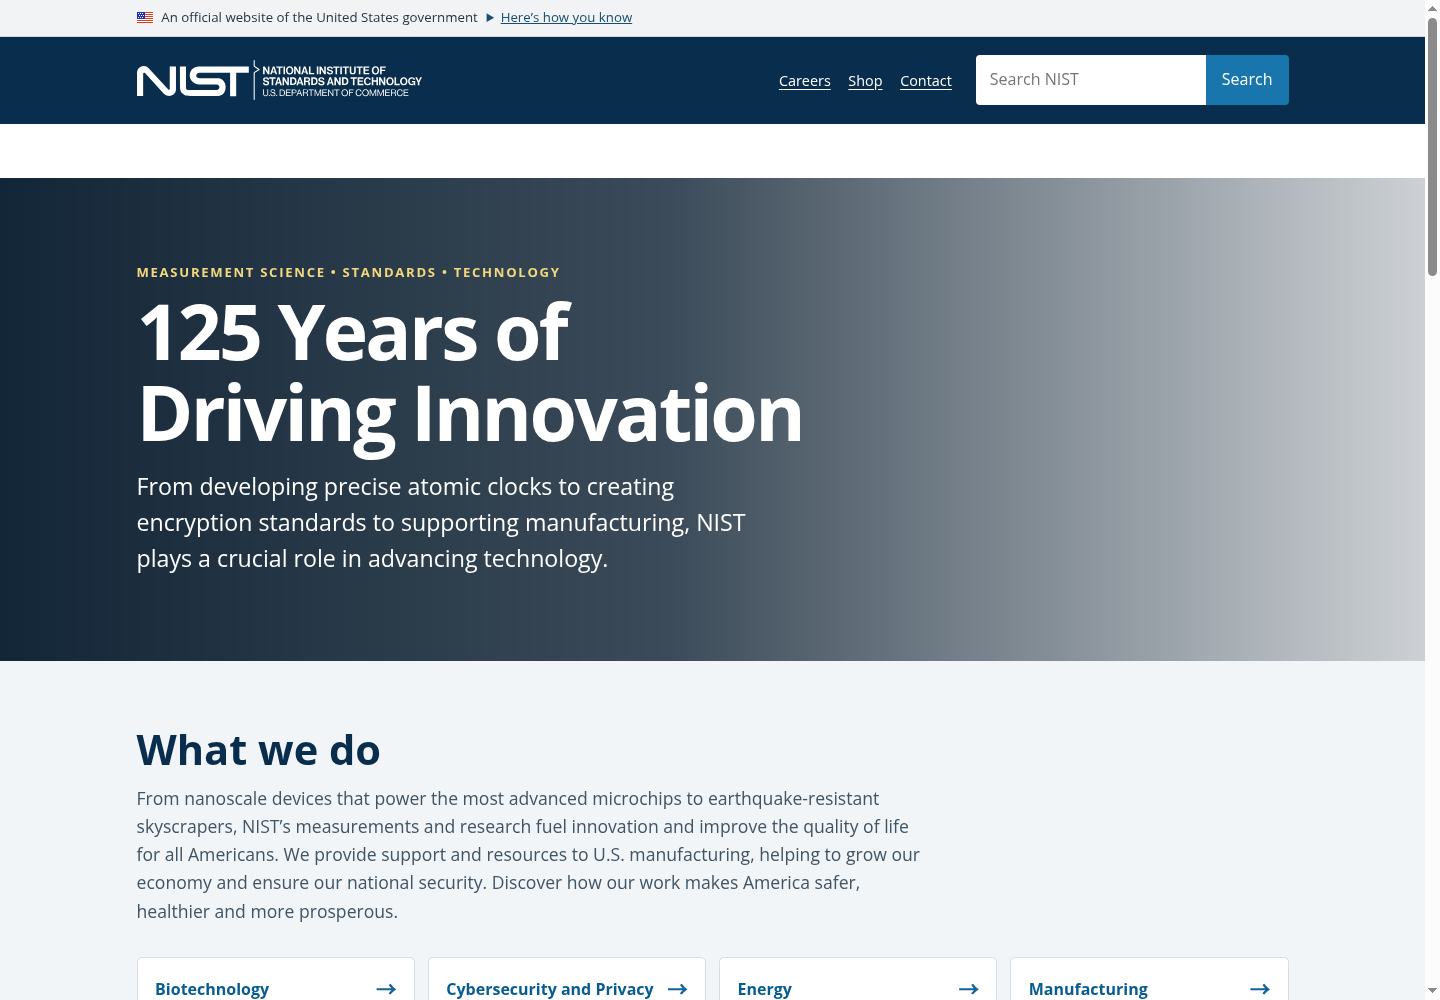 An official website of the United States government Here’s how you know
NIST NATIONAL INSTITUTE OF
STANDARDS AND TECHNOLOGY
U.S. DEPARTMENT OF COMMERCE
Careers Shop Contact Search NIST Search
MEASUREMENT SCIENCE • STANDARDS • TECHNOLOGY
125 Years of
Driving Innovation
From developing precise atomic clocks to creating
encryption standards to supporting manufacturing, NIST
plays a crucial role in advancing technology.
What we do
From nanoscale devices that power the most advanced microchips to earthquake-resistant
skyscrapers, NIST’s measurements and research fuel innovation and improve the quality of life
for all Americans. We provide support and resources to U.S. manufacturing, helping to grow our
economy and ensure our national security. Discover how our work makes America safer,
healthier and more prosperous.
Biotechnology Cybersecurity and Privacy Energy Manufacturing